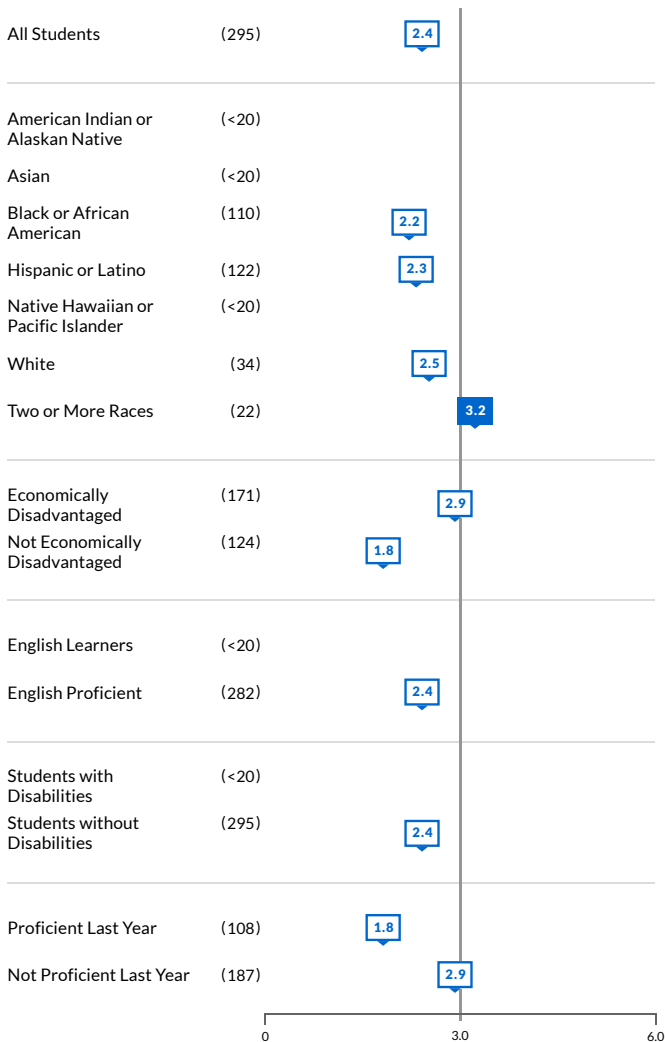 All Students (295) 2.4
American Indian or (<20)
Alaskan Native
Asian (<20)
Black or African (110) 2.2
American
Hispanic or Latino (122) 2.3
Native Hawaiian or (<20)
Pacific Islander
White (34) 2.5
Two or More Races (22) 3.2
Economically (171) 2.9
Disadvantaged
Not Economically (124) 1.8
Disadvantaged
English Learners (<20)
English Proficient (282) 2.4
Students with (<20)
Disabilities
Students without (295) 2.4
Disabilities
Proficient Last Year (108) 1.8
Not Proficient Last Year (187) 2.9
0 3.0 6.0